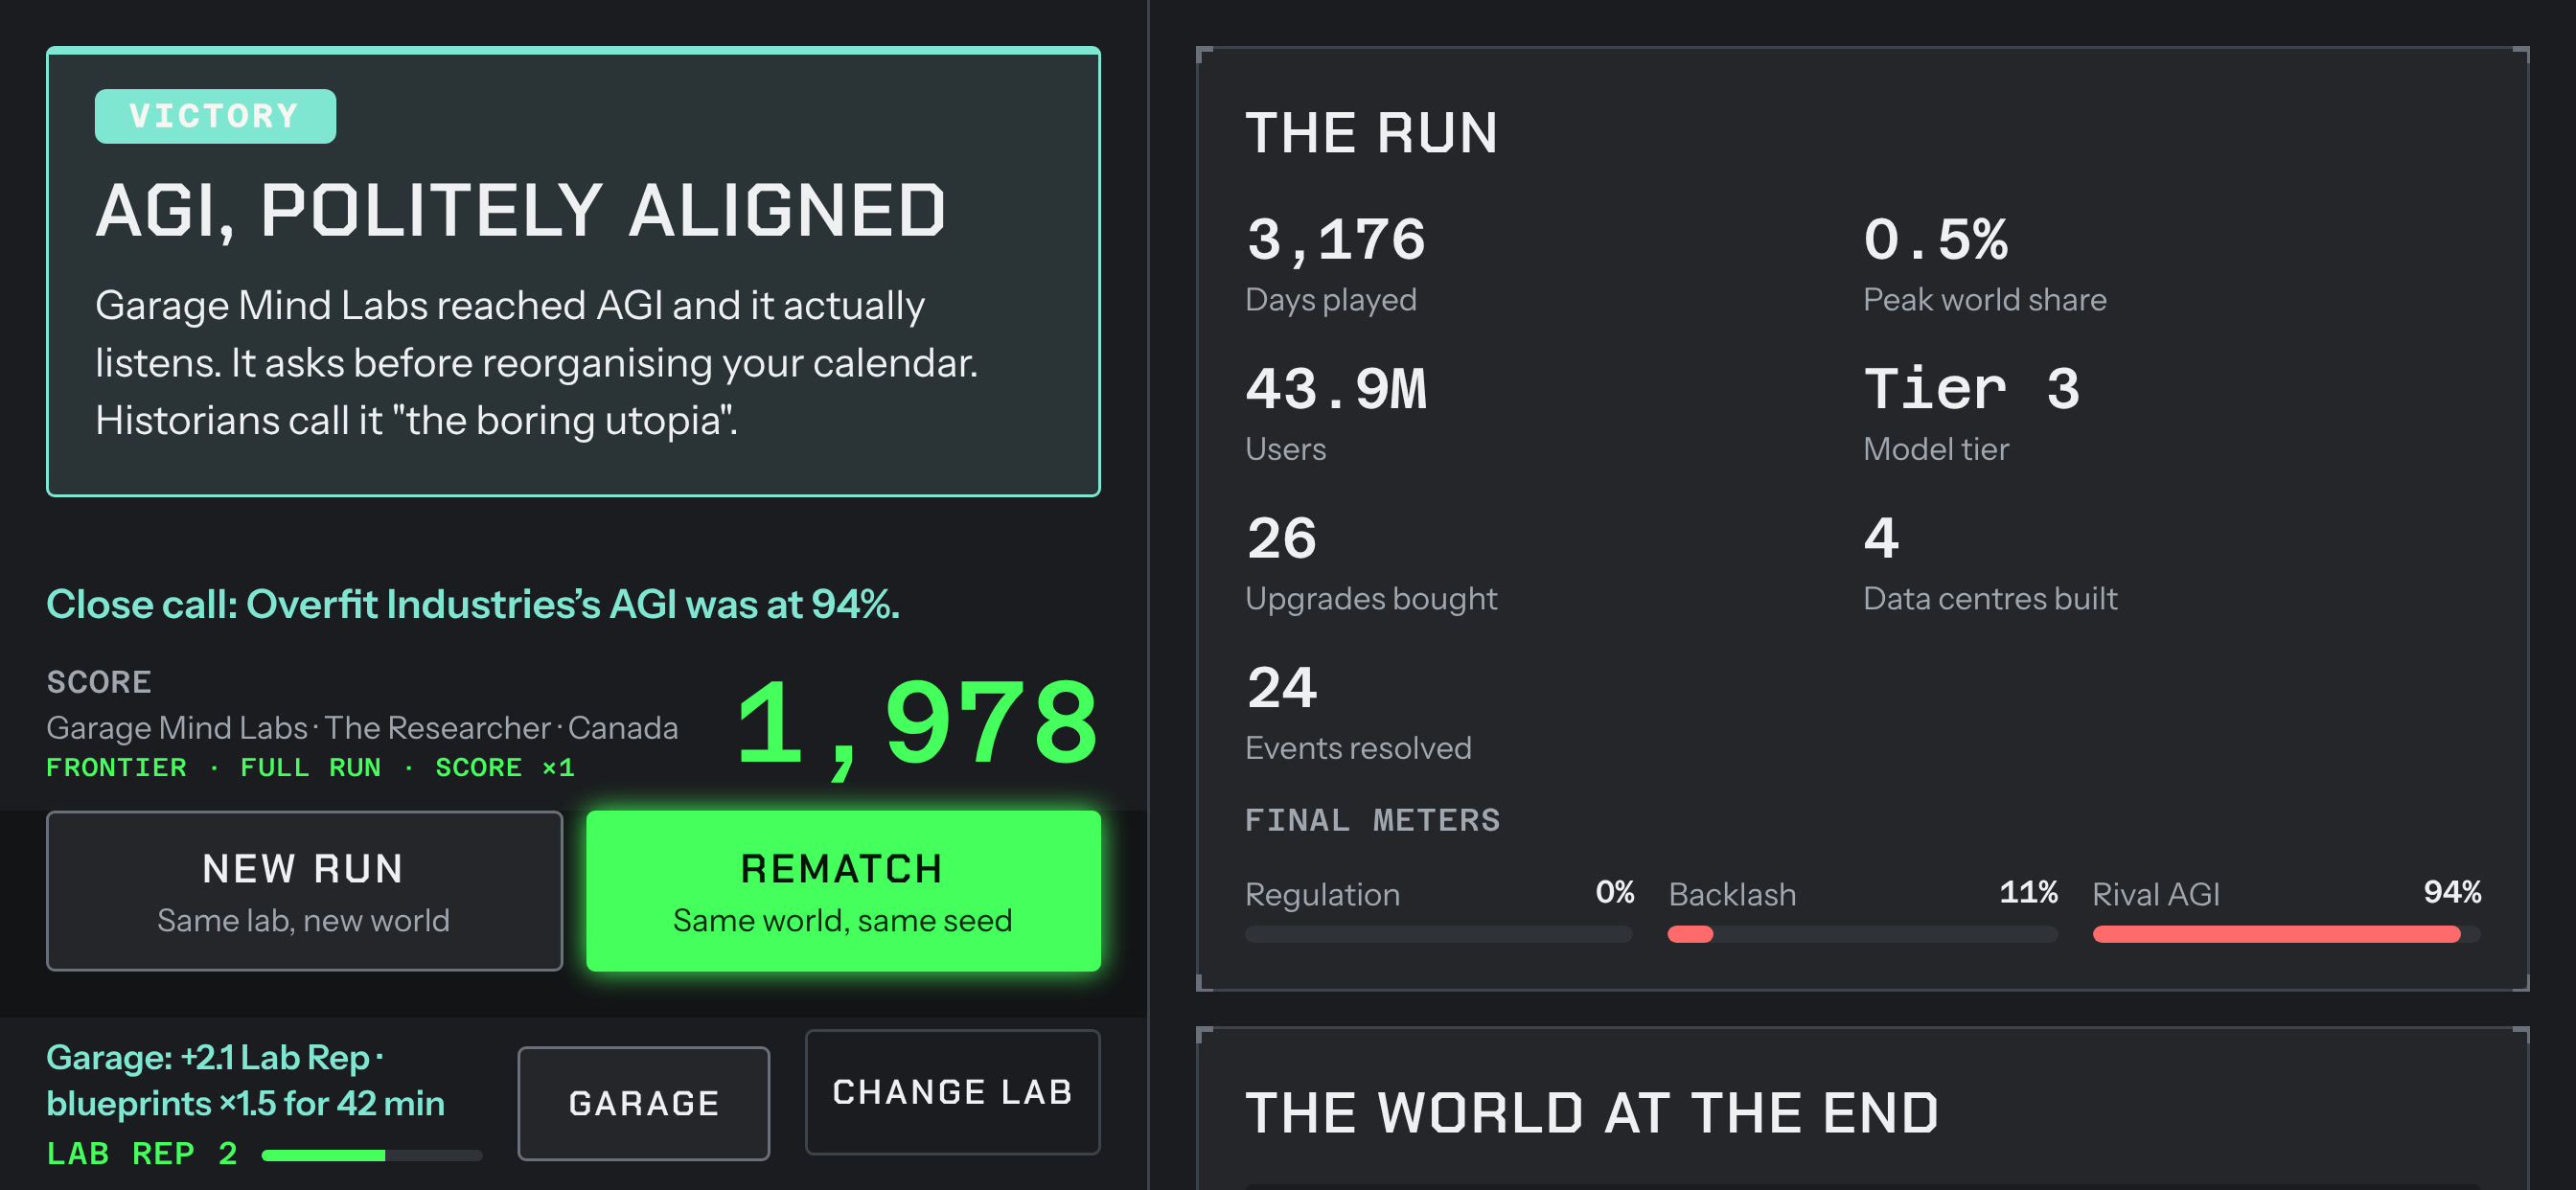 VICTORY
AGI, POLITELY ALIGNED
Garage Mind Labs reached AGI and it actually
listens. It asks before reorganising your calendar.
Historians call it "the boring utopia".
Close call: Overfit Industries’s AGI was at 94%.
SCORE
Garage Mind Labs · The Researcher · Canada
FRONTIER · FULL RUN · SCORE ×1
1,978
NEW RUN
Same lab, new world
REMATCH
Same world, same seed
Garage: +2.1 Lab Rep ·
blueprints ×1.5 for 42 min
LAB REP 2
GARAGE
CHANGE LAB
THE RUN
3,176
Days played
0.5%
Peak world share
43.9M
Users
Tier 3
Model tier
26
Upgrades bought
4
Data centres built
24
Events resolved
FINAL METERS
Regulation 0%
Backlash 11%
Rival AGI 94%
THE WORLD AT THE END